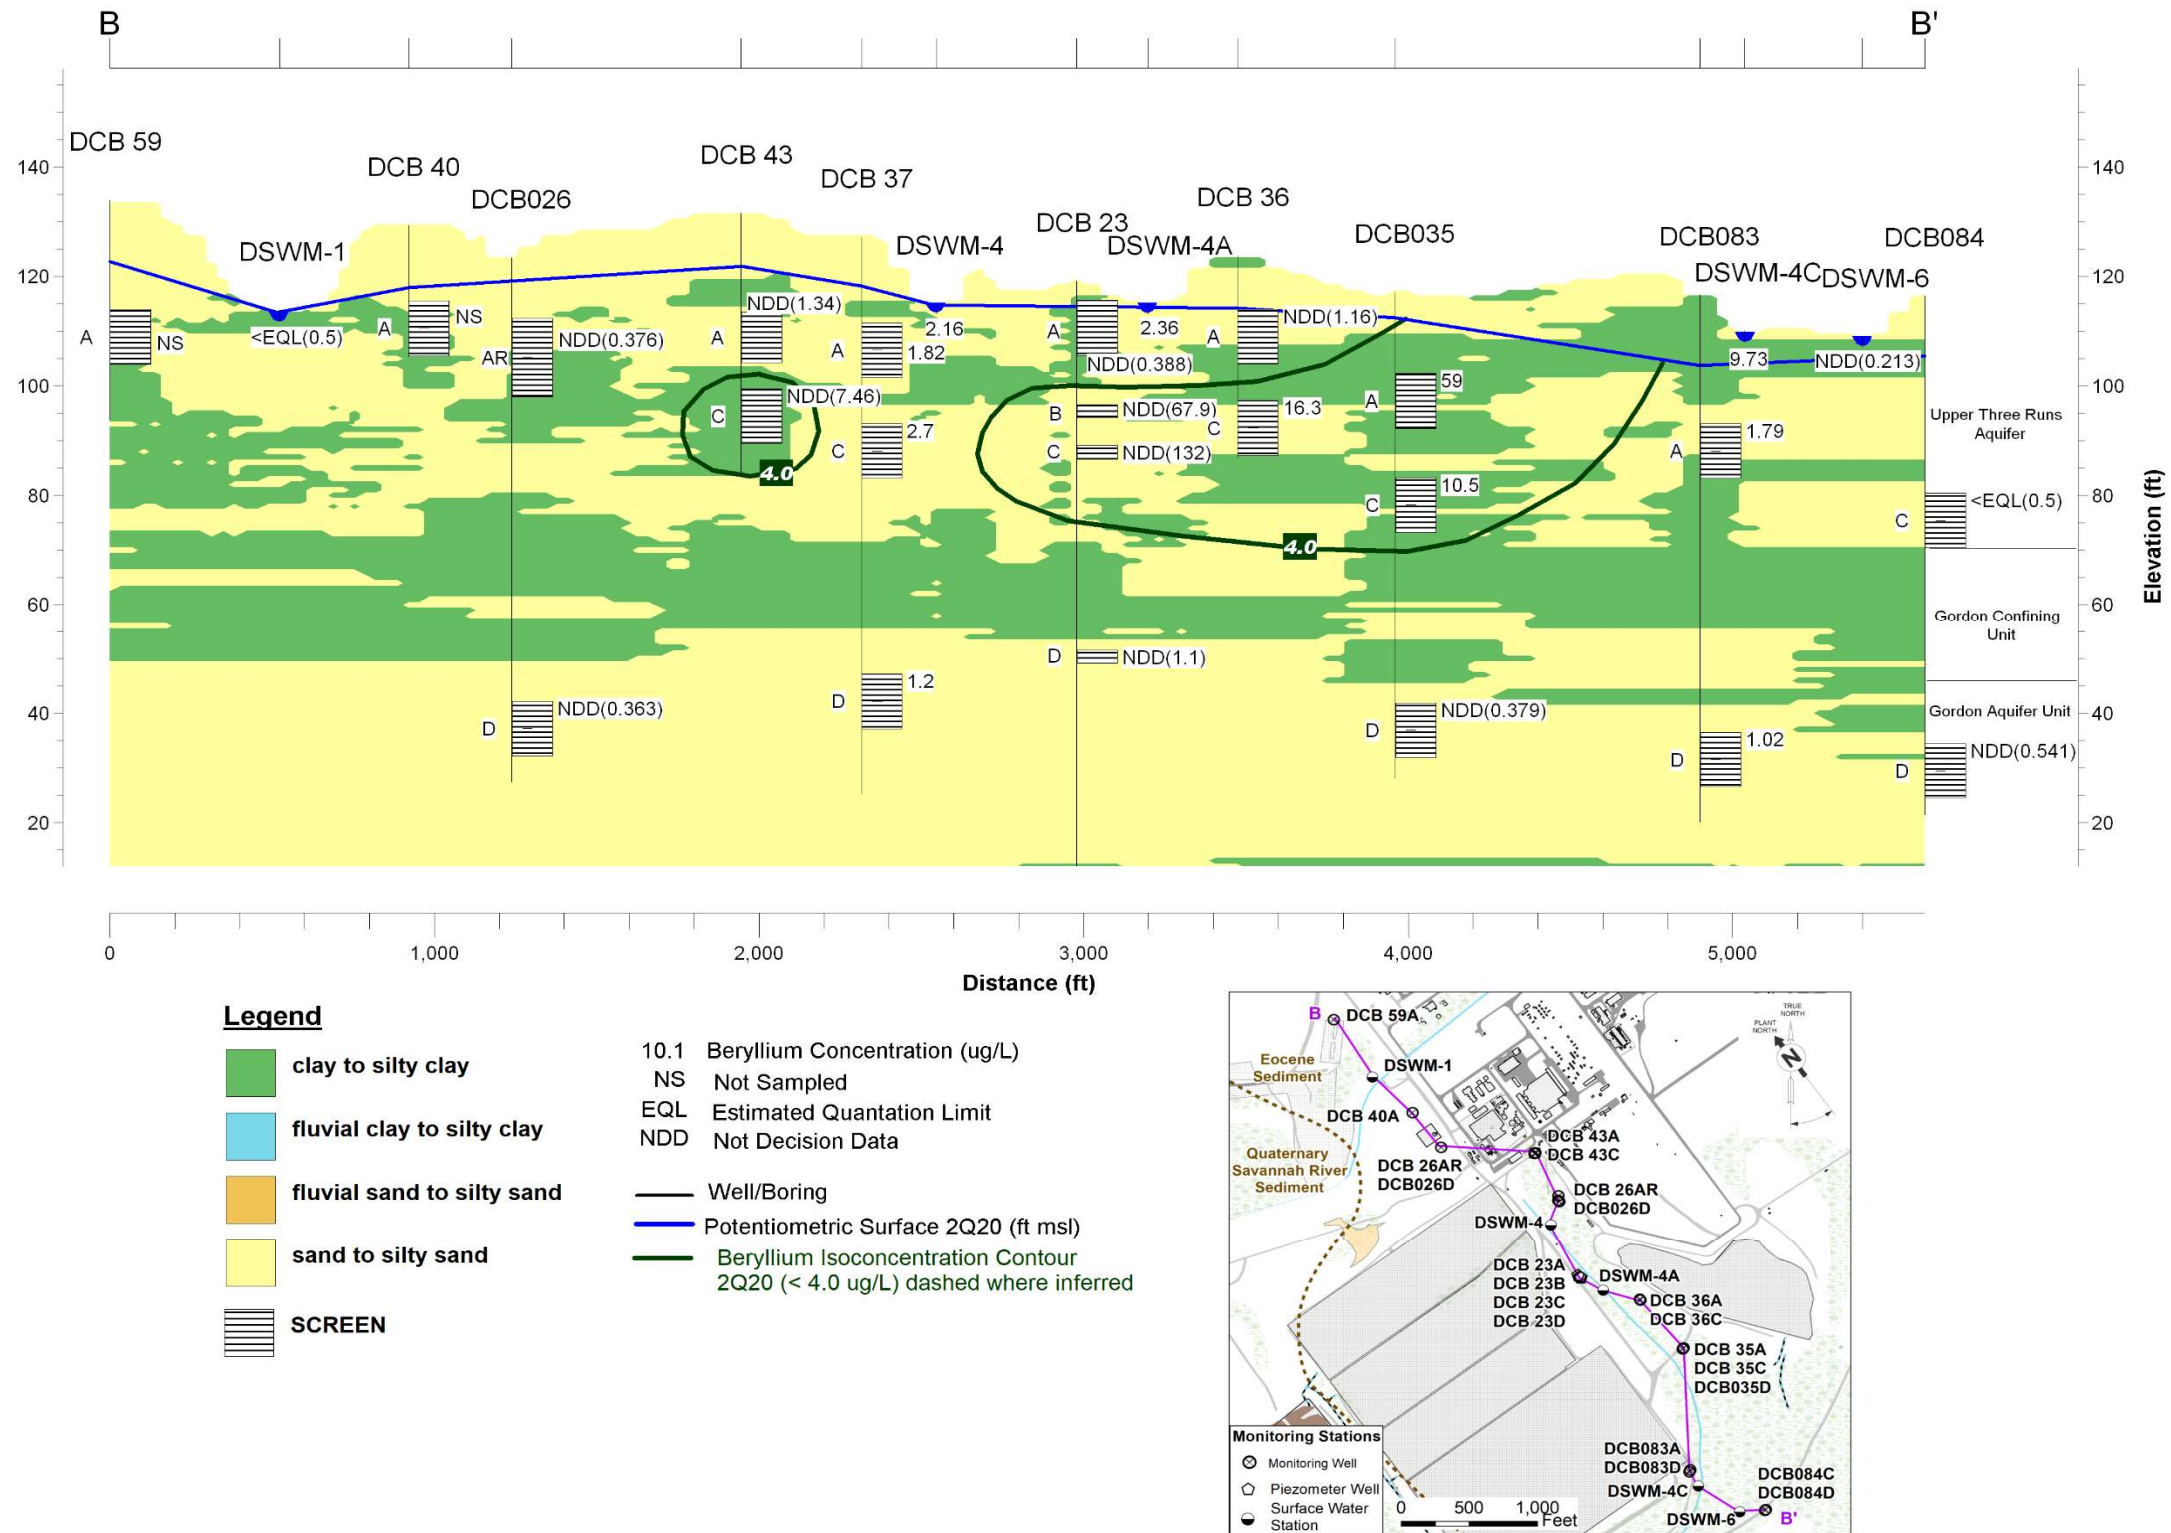 B
B'
DCB 59
DCB 40
DCB026
DCB 43
DCB 37
DCB 23
DCB 36
DCB035
DCB083
DCB084
DSWM-1
DSWM-4
DSWM-4A
DSWM-4C
DSWM-6
140
120
100
80
60
40
20
140
120
100
80
60
40
20
Elevation (ft)
A
NS
<EQL(0.5)
A
NS
AR
NDD(0.376)
D
NDD(0.363)
NDD(1.34)
A
NDD(7.46)
C
4.0
A
1.82
C
2.7
D
1.2
2.16
A
NDD(0.388)
B
NDD(67.9)
C
NDD(132)
D
NDD(1.1)
2.36
A
NDD(1.16)
C
16.3
4.0
A
59
C
10.5
D
NDD(0.379)
A
1.79
D
1.02
9.73
NDD(0.213)
C
<EQL(0.5)
D
NDD(0.541)
Upper Three Runs
Aquifer
Gordon Confining
Unit
Gordon Aquifer Unit
0
1,000
2,000
3,000
4,000
5,000
Distance (ft)
Legend
clay to silty clay
fluvial clay to silty clay
fluvial sand to silty sand
sand to silty sand
SCREEN
10.1 Beryllium Concentration (ug/L)
NS Not Sampled
EQL Estimated Quantation Limit
NDD Not Decision Data
Well/Boring
Potentiometric Surface 2Q20 (ft msl)
Beryllium Isoconcentration Contour
2Q20 (< 4.0 ug/L) dashed where inferred
B
DCB 59A
Eocene
Sediment
DSWM-1
DCB 40A
Quaternary
Savannah River
Sediment
DCB 26AR
DCB026D
DCB 43A
DCB 43C
DCB 26AR
DCB026D
DSWM-4
DCB 23A
DCB 23B
DCB 23C
DCB 23D
DSWM-4A
DCB 36A
DCB 36C
DCB 35A
DCB 35C
DCB035D
DCB083A
DCB083D
DSWM-4C
DCB084C
DCB084D
DSWM-6
B'
TRUE
NORTH
PLANT
NORTH
N
Monitoring Stations
Monitoring Well
Piezometer Well
Surface Water
Station
0
500
1,000
Feet